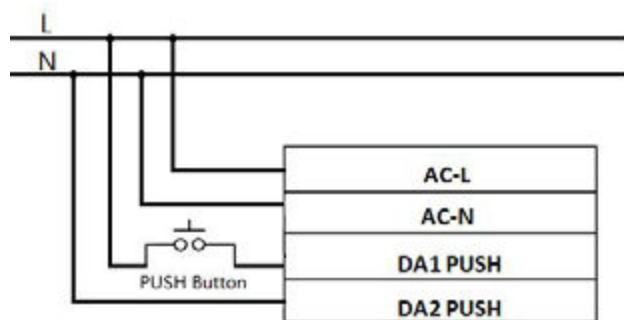 L
N
AC-L
AC-N
DA1 PUSH
PUSH Button
DA2 PUSH